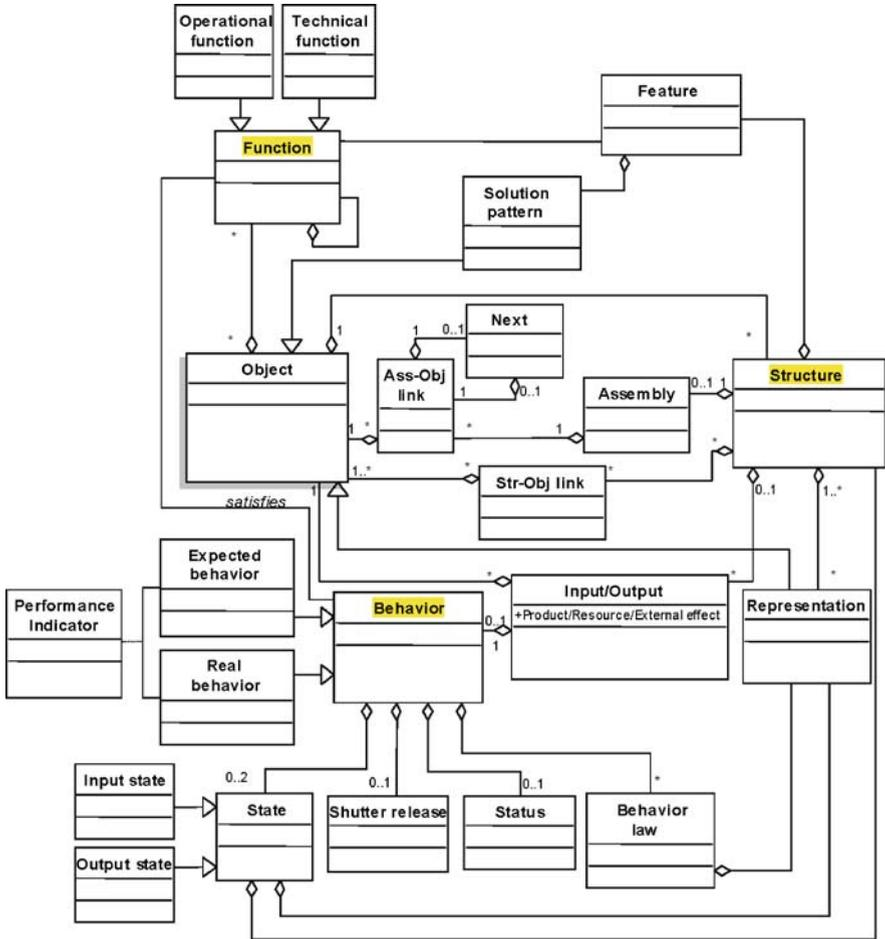 Operational
function
Technical
function
Function
Feature
Solution
pattern
*
*
1
Next
1
0..1
*
Object
Ass-Obj
link
1
0..1
Assembly
0..1
1
Structure
1
*
*
1
*
1..*
*
Str-Obj link
*
satisfies
1
0..1
1..*
Expected
behavior
*
Input/Output
+Product/Resource/External effect
*
*
Representation
Performance
Indicator
Behavior
0..1
1
Real
behavior
Input state
0..2
State
0..1
Shutter release
0..1
Status
*
Behavior
law
Output state